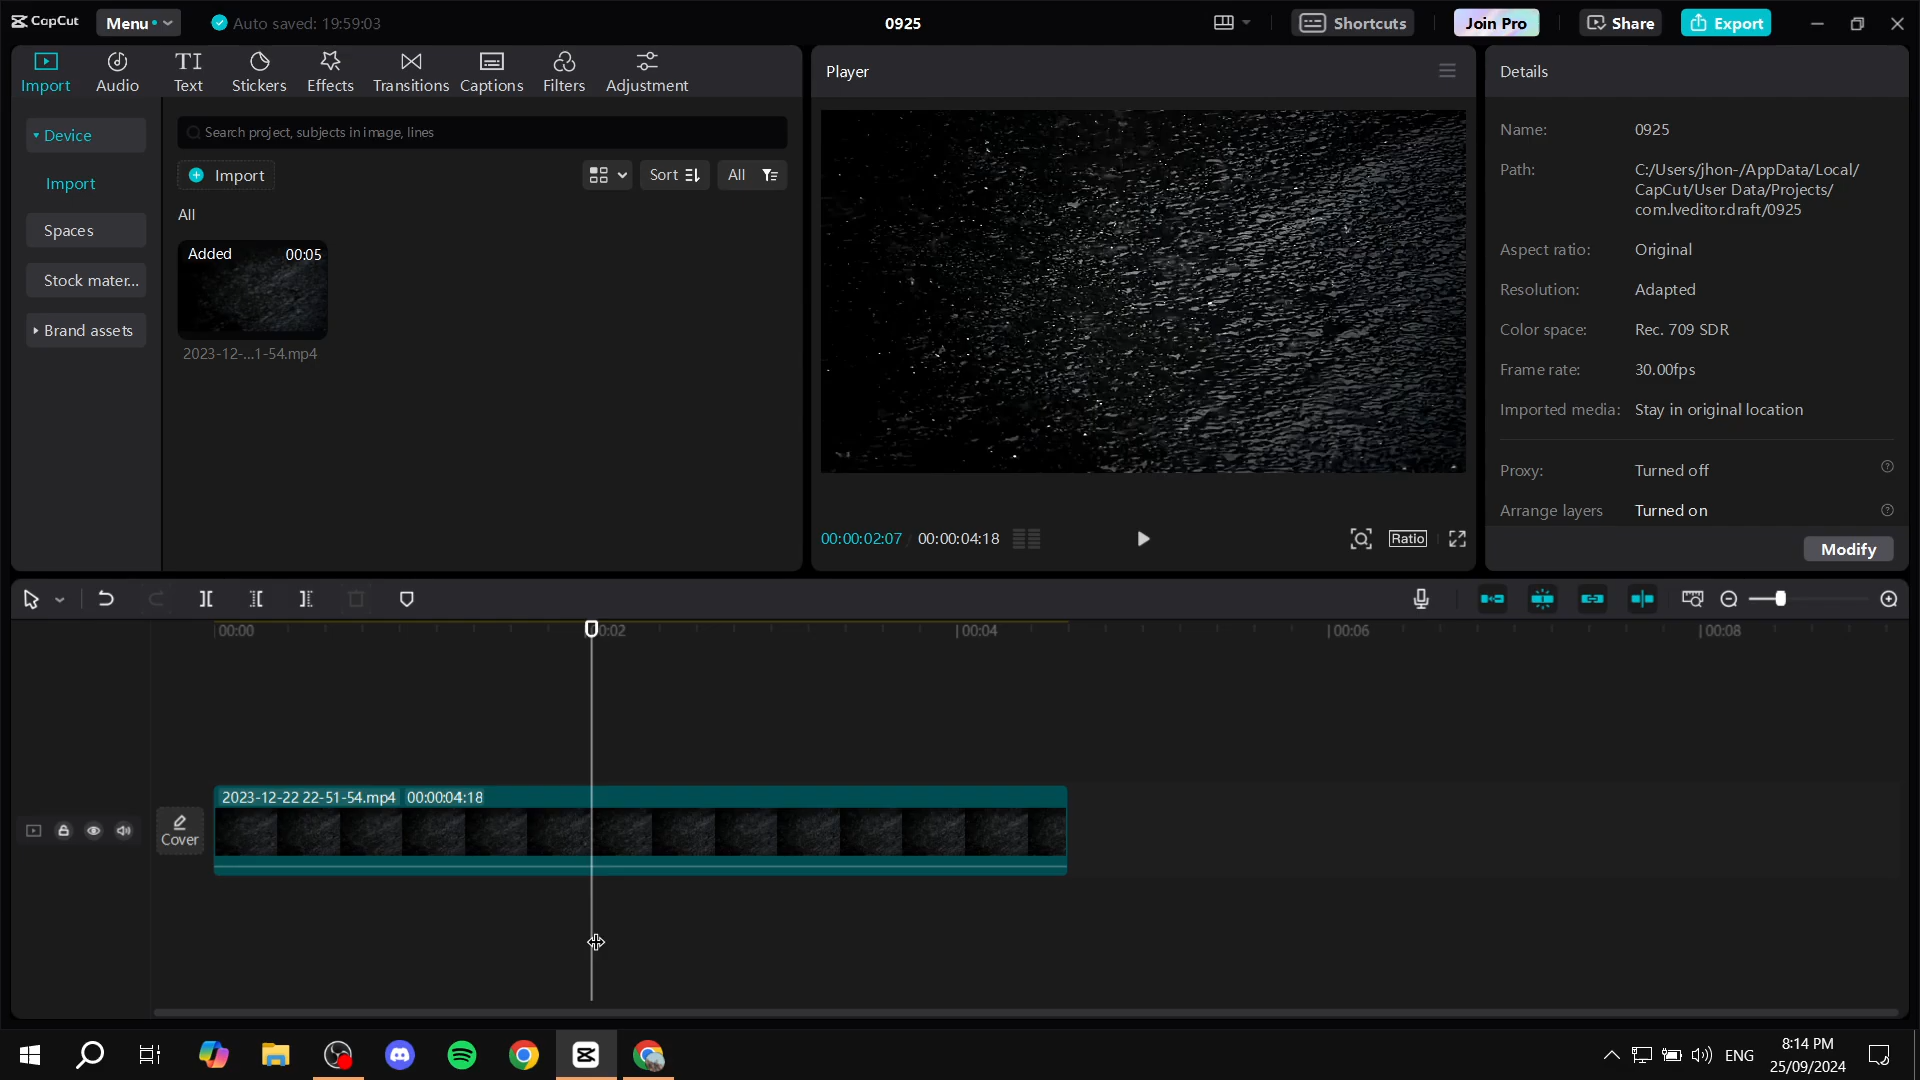 CapCut
Menu
Auto saved: 19:59:03
0925
Shortcuts
Join Pro
Share
Export
Import
Audio
Text
Stickers
Effects
Transitions
Captions
Filters
Adjustment
Device
Import
Spaces
Stock mater...
Brand assets
Search project, subjects in image, lines
Import
Sort
All
All
Added 00:05
2023-12-...1-54.mp4
Player
00:00:02:07 00:00:04:18
Ratio
Details
Name: 0925
Path: C:/Users/jhon-/AppData/Local/
CapCut/User Data/Projects/
com.lveditor.draft/0925
Aspect ratio: Original
Resolution: Adapted
Color space: Rec. 709 SDR
Frame rate: 30.00fps
Imported media: Stay in original location
Proxy: Turned off
Arrange layers Turned on
Modify
00:00
0:02
00:04
00:06
00:08
Cover
2023-12-22 22-51-54.mp4 00:00:04:18
ENG
8:14 PM
25/09/2024